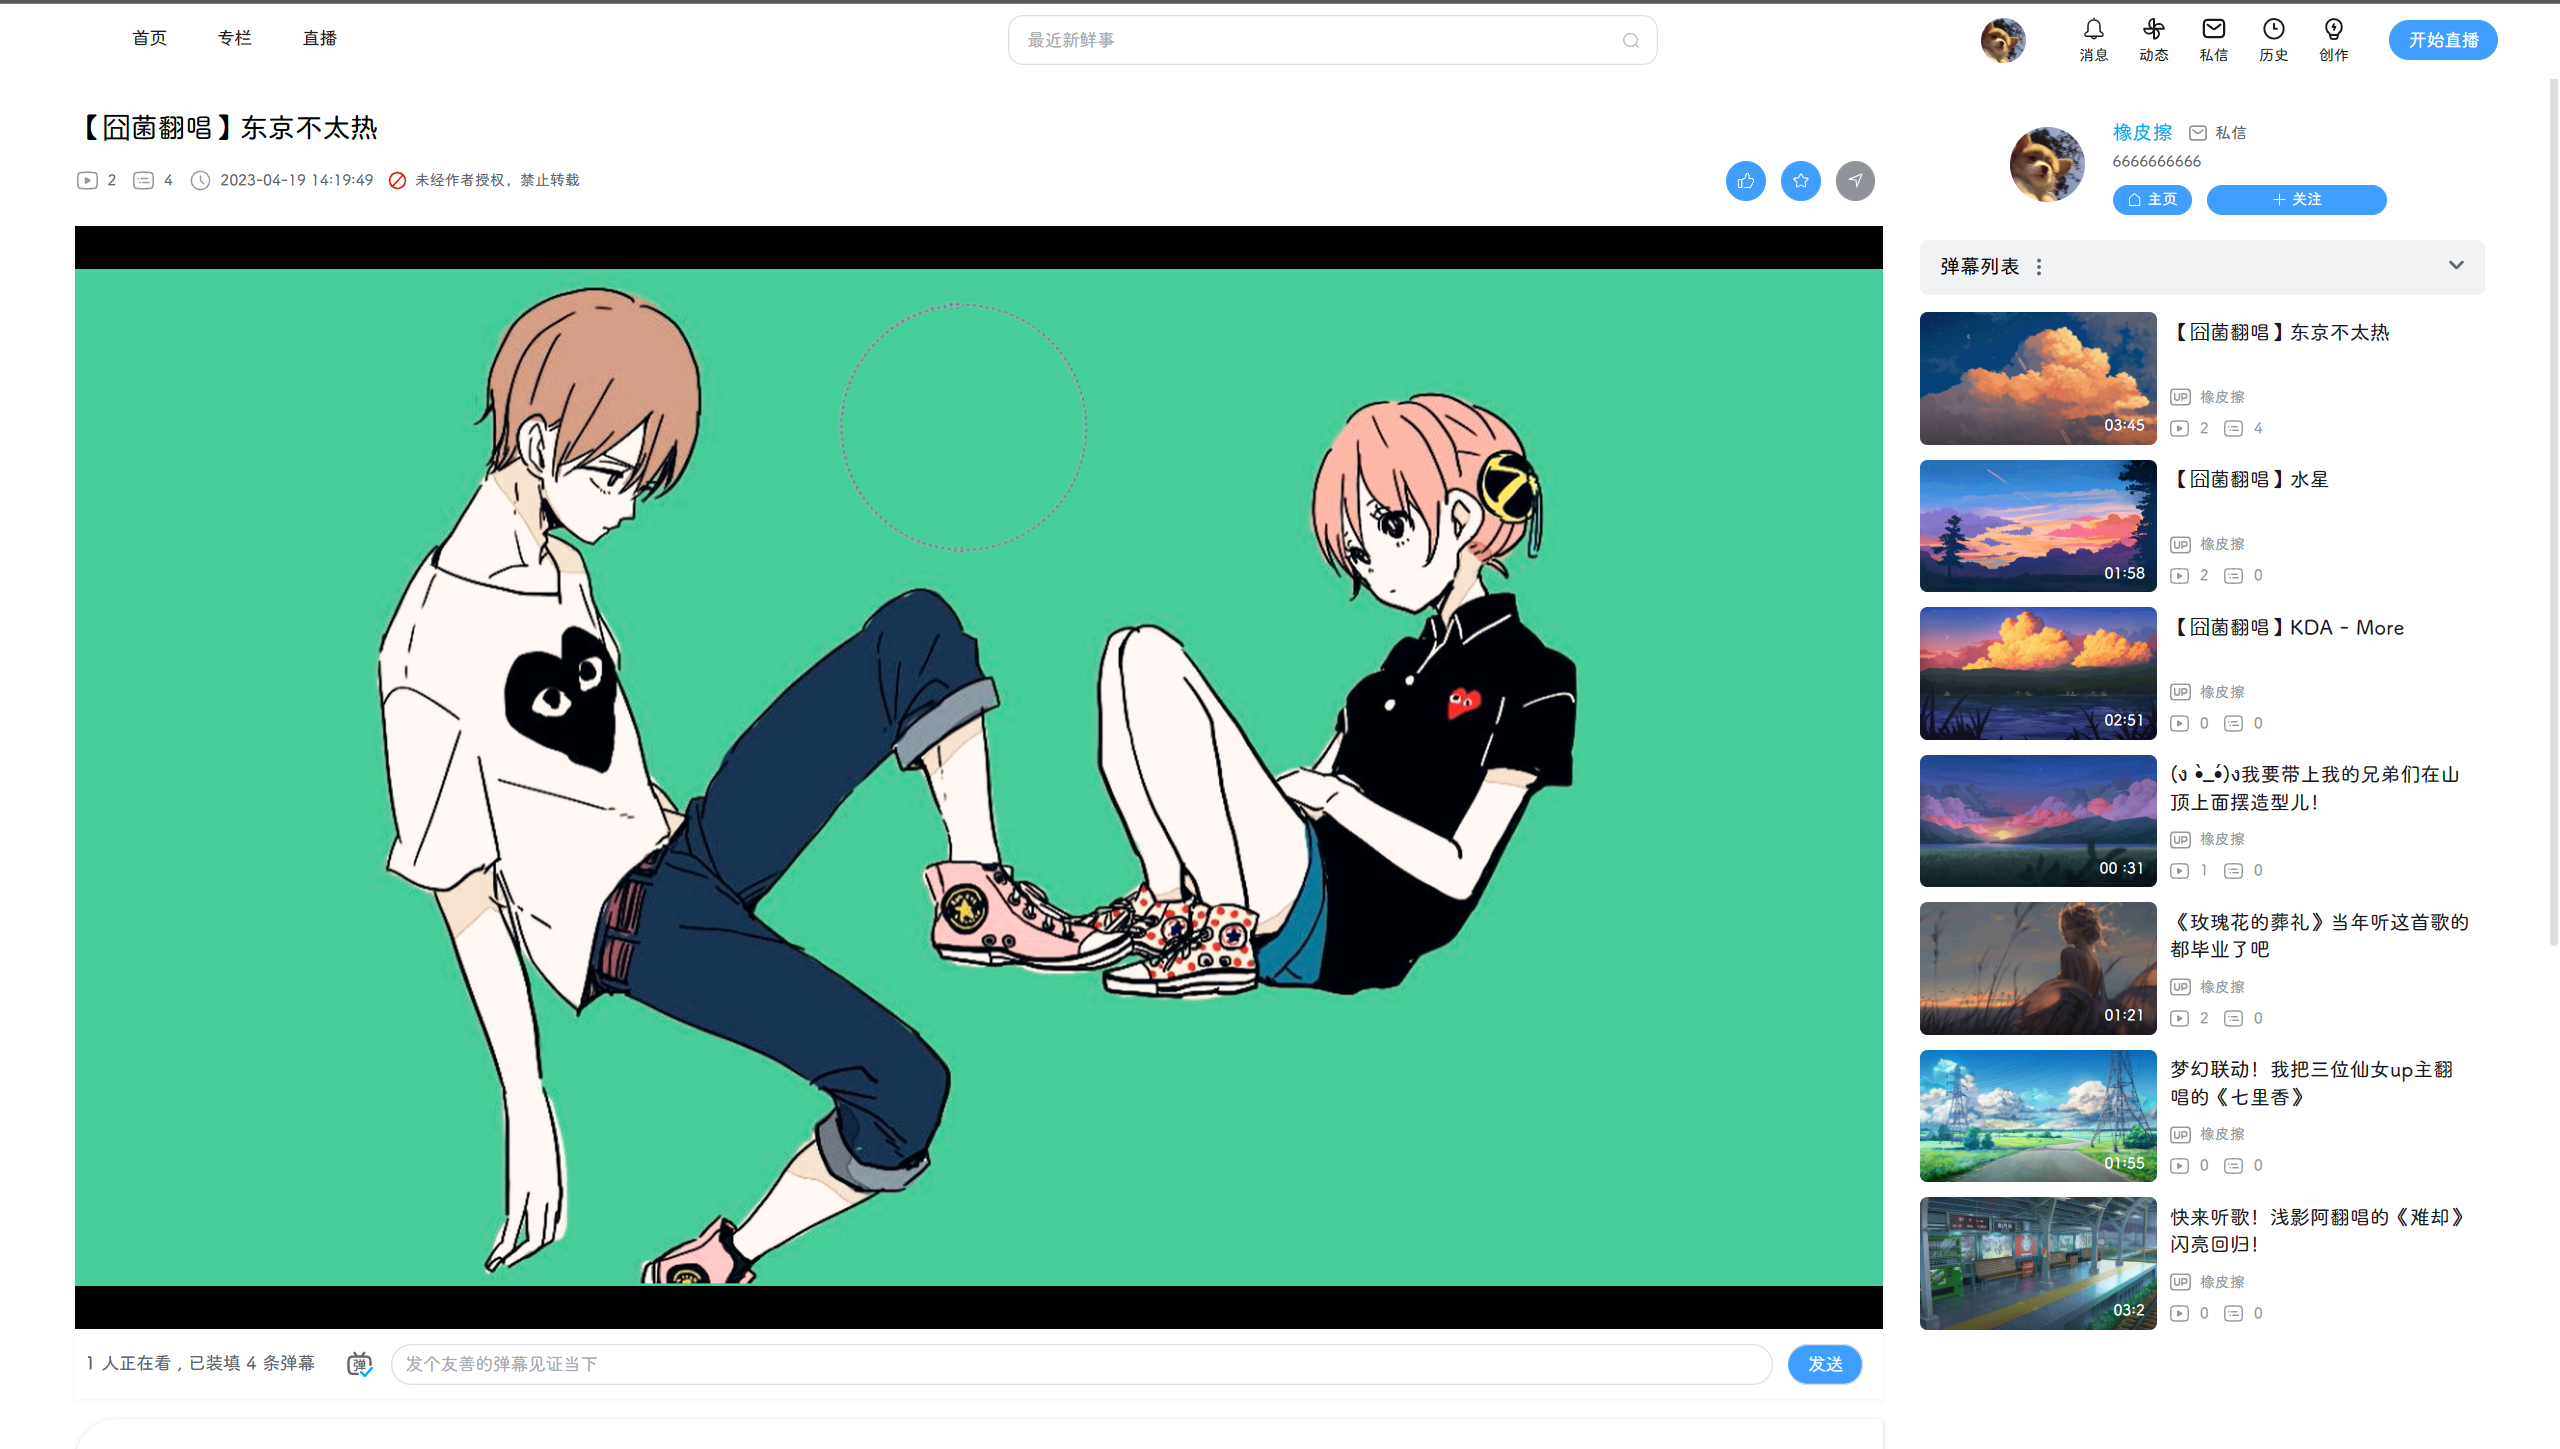 首页 专栏 直播
最近新鲜事
消息 动态 私信 历史 创作
开始直播
【囧菌翻唱】东京不太热
2 4 2023-04-19 14:19:49 未经作者授权，禁止转载
橡皮擦 私信
6666666666
主页 关注
弹幕列表
03:45
【囧菌翻唱】东京不太热
UP 橡皮擦
2 4
01:58
【囧菌翻唱】水星
UP 橡皮擦
2 0
02:51
【囧菌翻唱】KDA - More
UP 橡皮擦
0 0
00 :31
(ง •̀_•́)ง我要带上我的兄弟们在山
顶上面摆造型儿！
UP 橡皮擦
1 0
01:21
《玫瑰花的葬礼》当年听这首歌的
都毕业了吧
UP 橡皮擦
2 0
01:55
梦幻联动！我把三位仙女up主翻
唱的《七里香》
UP 橡皮擦
0 0
03:2
快来听歌！浅影阿翻唱的《难却》
闪亮回归！
UP 橡皮擦
0 0
1 人正在看 , 已装填 4 条弹幕
弹
发个友善的弹幕见证当下
发送